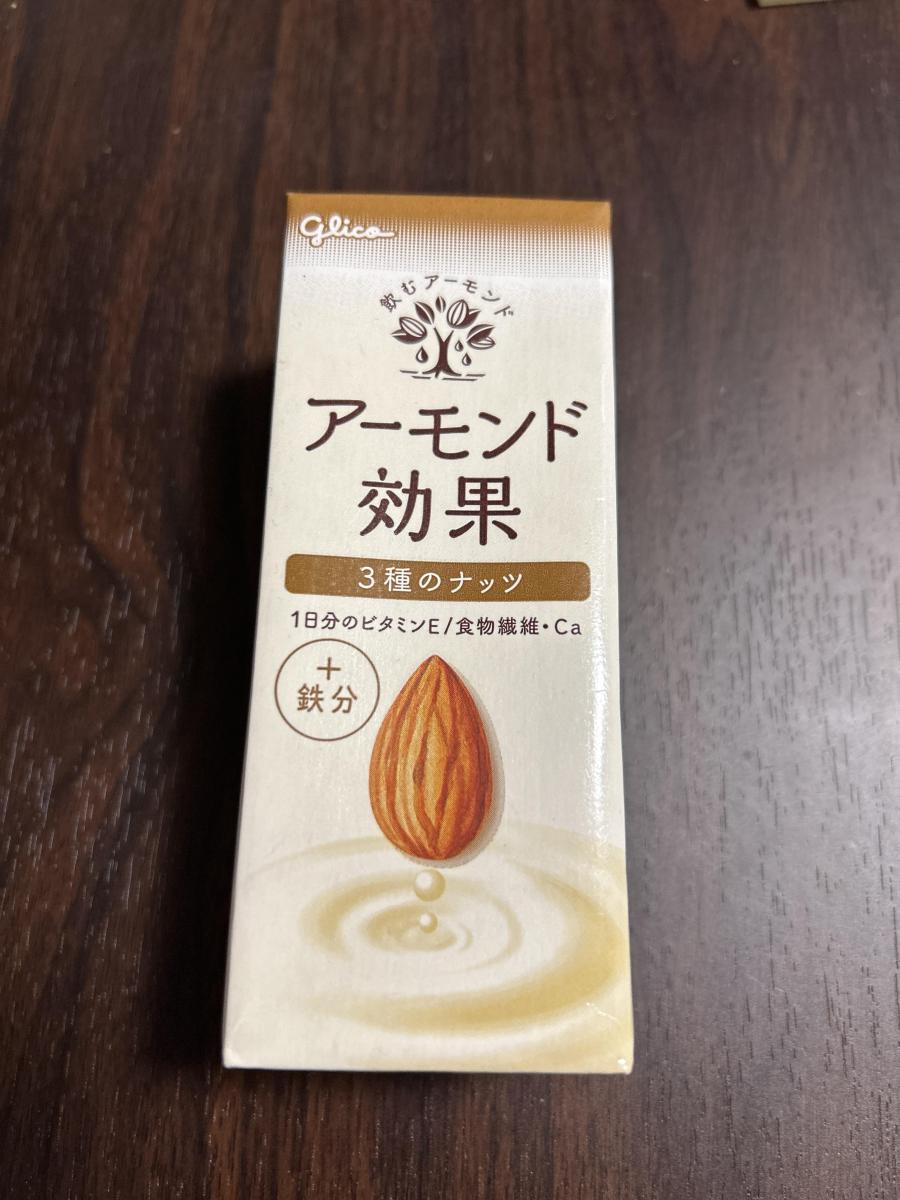 Glico
飲むアーモンド
アーモンド
効果
3種のナッツ
1日分のビタミンE/食物繊維・Ca
+
鉄分